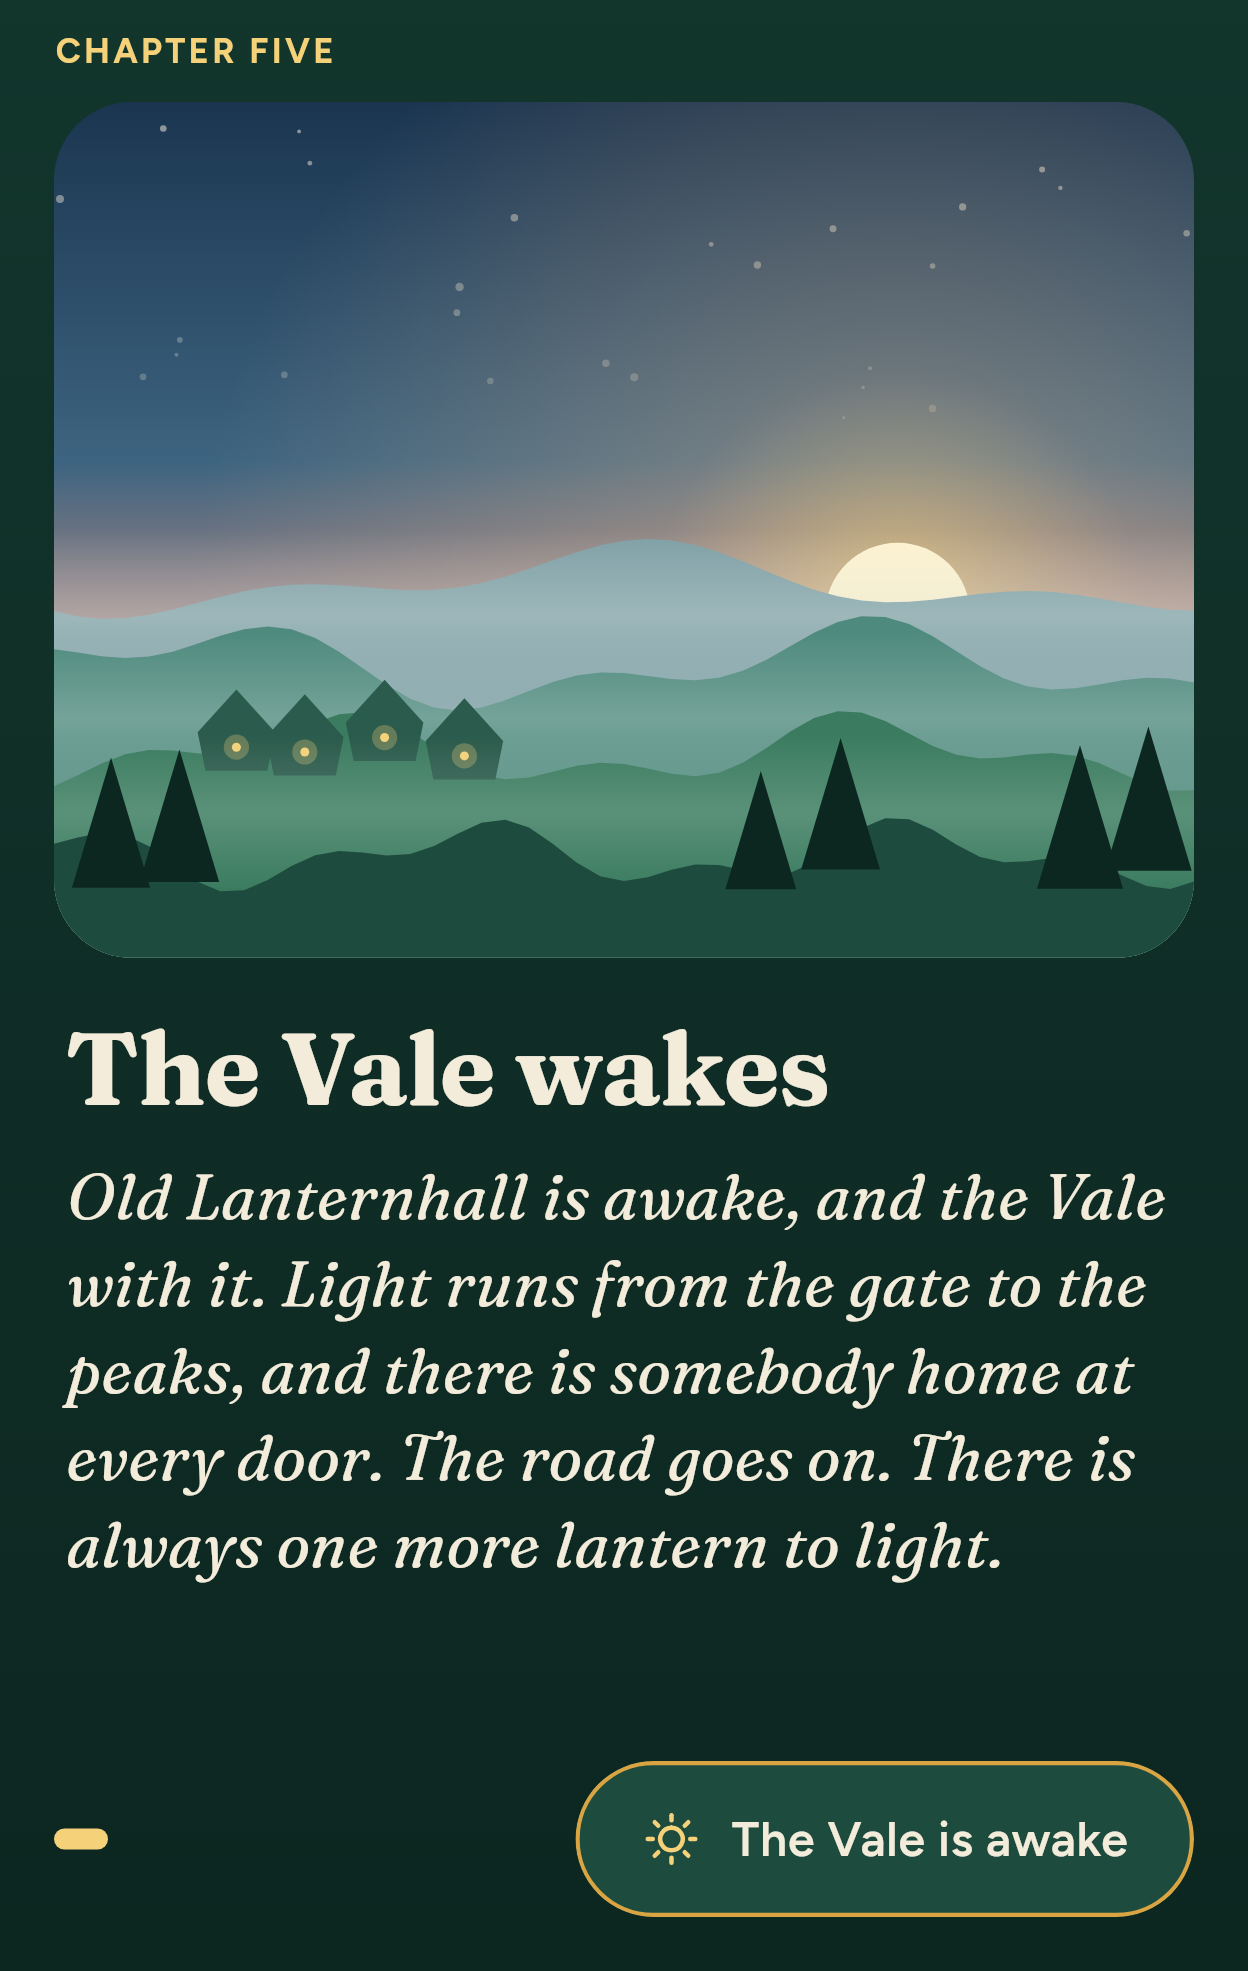 CHAPTER FIVE
The Vale wakes
Old Lanternhall is awake, and the Vale
with it. Light runs from the gate to the
peaks, and there is somebody home at
every door. The road goes on. There is
always one more lantern to light.
The Vale is awake